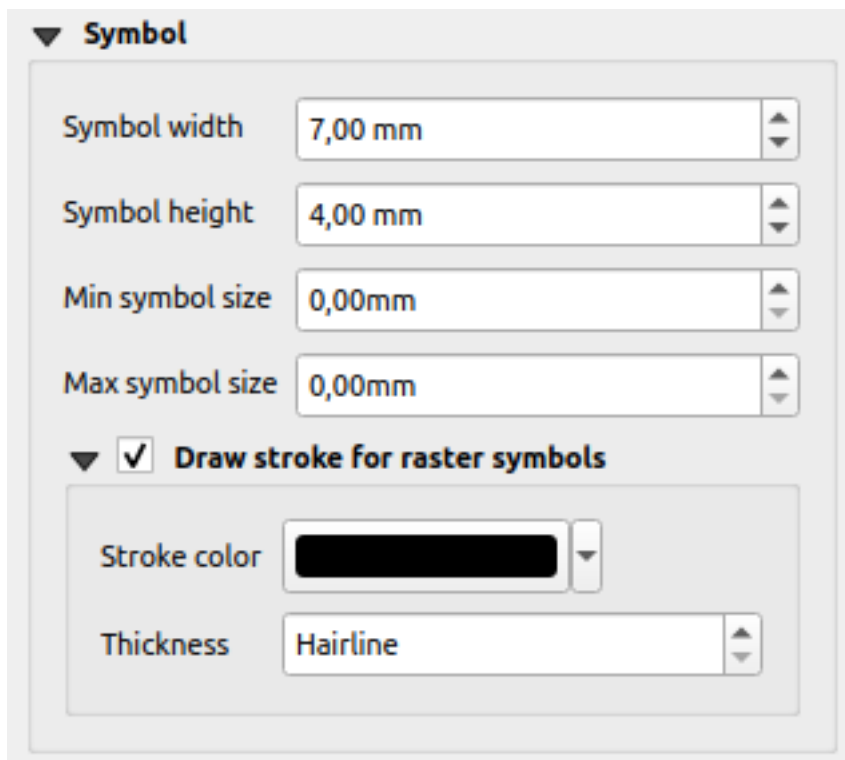 Symbol
Symbol width 7,00 mm
Symbol height 4,00 mm
Min symbol size 0,00mm
Max symbol size 0,00mm
Draw stroke for raster symbols
Stroke color
Thickness Hairline